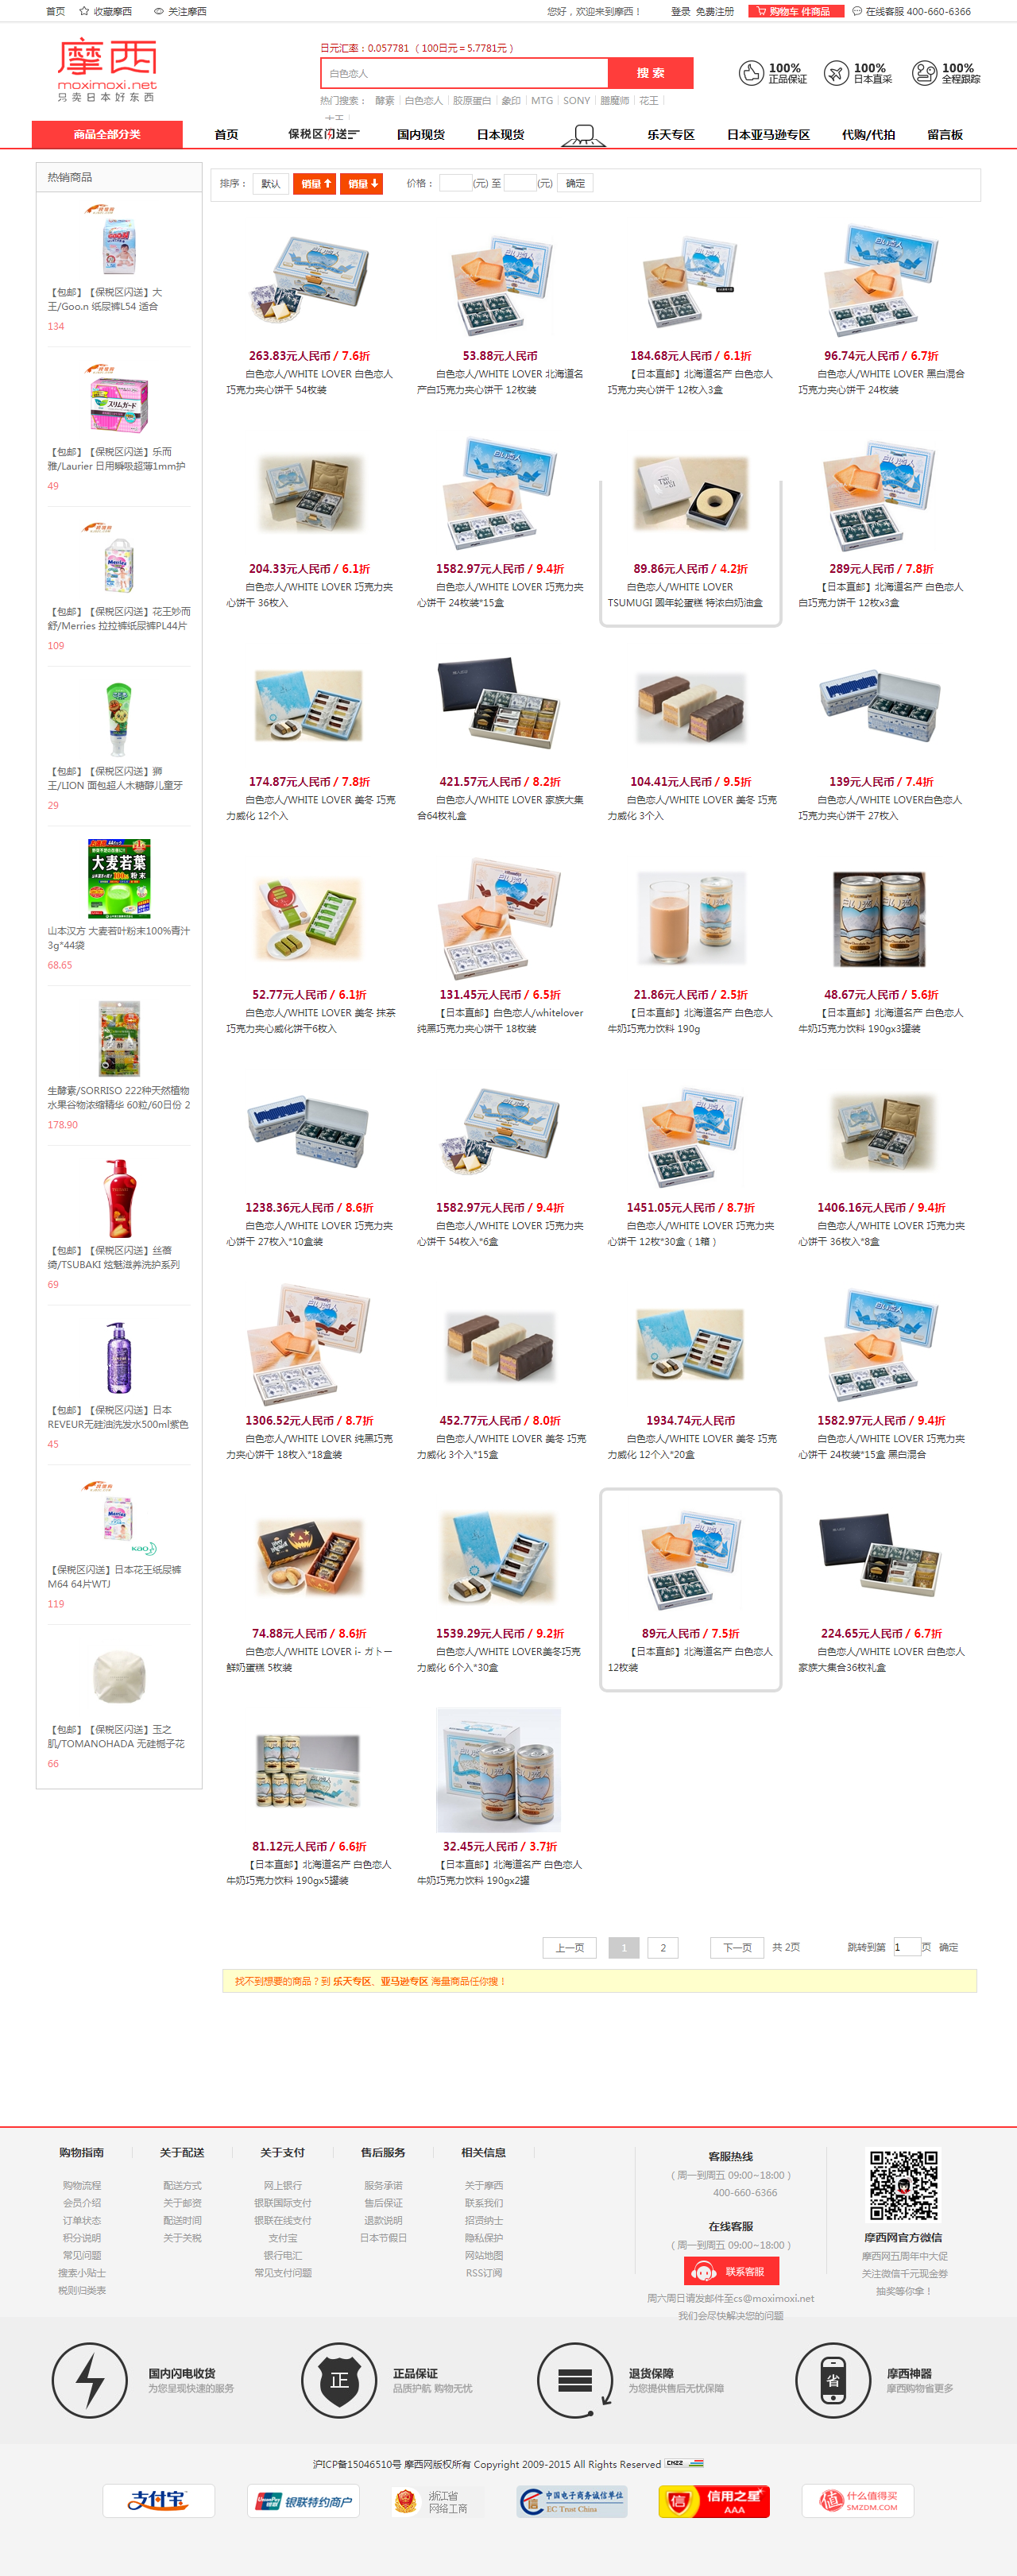 首页 收藏摩西 关注摩西 您好，欢迎来到摩西！ 登录 免费注册 购物车 件商品 在线客服 400-660-6366
摩西
moximoxi.net
只卖日本好东西
日元汇率：0.057781 （100日元＝5.7781元）
白色恋人 搜 索
热门搜索： 酵素 白色恋人 胶原蛋白 象印 MTG SONY 膳魔师 花王
100% 正品保证
100% 日本直采
100% 全程跟踪
商品全部分类 首页 保税区闪送 国内现货 日本现货 乐天专区 日本亚马逊专区 代购/代拍 留言板
热销商品
【包邮】【保税区闪送】大
王/Goo.n 纸尿裤L54 适合
134
【包邮】【保税区闪送】乐而
雅/Laurier 日用瞬吸超薄1mm护
49
【包邮】【保税区闪送】花王妙而
舒/Merries 拉拉裤纸尿裤PL44片
109
【包邮】【保税区闪送】狮
王/LION 面包超人木糖醇儿童牙
29
大麦若葉
山本汉方 大麦若叶粉末100%青汁
3g*44袋
68.65
生酵素/SORRISO 222种天然植物
水果谷物浓缩精华 60粒/60日份 2
178.90
【包邮】【保税区闪送】丝蓓
绮/TSUBAKI 炫魅滋养洗护系列
69
【包邮】【保税区闪送】日本
REVEUR无硅油洗发水500ml紫色
45
【保税区闪送】日本花王纸尿裤
M64 64片WTJ
119
【包邮】【保税区闪送】玉之
肌/TOMANOHADA 无硅栀子花
66
排序： 默认 销量 销量 价格： (元) 至 (元) 确定
263.83元人民币 / 7.6折
白色恋人/WHITE LOVER 白色恋人
巧克力夹心饼干 54枚装
53.88元人民币
白色恋人/WHITE LOVER 北海道名
产白巧克力夹心饼干 12枚装
184.68元人民币 / 6.1折
【日本直邮】北海道名产 白色恋人
巧克力夹心饼干 12枚入3盒
96.74元人民币 / 6.7折
白色恋人/WHITE LOVER 黑白混合
巧克力夹心饼干 24枚装
204.33元人民币 / 6.1折
白色恋人/WHITE LOVER 巧克力夹
心饼干 36枚入
1582.97元人民币 / 9.4折
白色恋人/WHITE LOVER 巧克力夹
心饼干 24枚装*15盒
89.86元人民币 / 4.2折
白色恋人/WHITE LOVER
TSUMUGI 圆年轮蛋糕 特浓白奶油盒
289元人民币 / 7.8折
【日本直邮】北海道名产 白色恋人
白巧克力饼干 12枚x3盒
174.87元人民币 / 7.8折
白色恋人/WHITE LOVER 美冬 巧克
力威化 12个入
421.57元人民币 / 8.2折
白色恋人/WHITE LOVER 家族大集
合64枚礼盒
104.41元人民币 / 9.5折
白色恋人/WHITE LOVER 美冬 巧克
力威化 3个入
139元人民币 / 7.4折
白色恋人/WHITE LOVER白色恋人
巧克力夹心饼干 27枚入
52.77元人民币 / 6.1折
白色恋人/WHITE LOVER 美冬 抹茶
巧克力夹心威化饼干6枚入
131.45元人民币 / 6.5折
【日本直邮】白色恋人/whitelover
纯黑巧克力夹心饼干 18枚装
21.86元人民币 / 2.5折
【日本直邮】北海道名产 白色恋人
牛奶巧克力饮料 190g
48.67元人民币 / 5.6折
【日本直邮】北海道名产 白色恋人
牛奶巧克力饮料 190gx3罐装
1238.36元人民币 / 8.6折
白色恋人/WHITE LOVER 巧克力夹
心饼干 27枚入*10盒装
1582.97元人民币 / 9.4折
白色恋人/WHITE LOVER 巧克力夹
心饼干 54枚入*6盒
1451.05元人民币 / 8.7折
白色恋人/WHITE LOVER 巧克力夹
心饼干 12枚*30盒（1箱）
1406.16元人民币 / 9.4折
白色恋人/WHITE LOVER 巧克力夹
心饼干 36枚入*8盒
1306.52元人民币 / 8.7折
白色恋人/WHITE LOVER 纯黑巧克
力夹心饼干 18枚入*18盒装
452.77元人民币 / 8.0折
白色恋人/WHITE LOVER 美冬 巧克
力威化 3个入*15盒
1934.74元人民币
白色恋人/WHITE LOVER 美冬 巧克
力威化 12个入*20盒
1582.97元人民币 / 9.4折
白色恋人/WHITE LOVER 巧克力夹
心饼干 24枚装*15盒 黑白混合
74.88元人民币 / 8.6折
白色恋人/WHITE LOVER i- ガトー
鲜奶蛋糕 5枚装
1539.29元人民币 / 9.2折
白色恋人/WHITE LOVER美冬巧克
力威化 6个入*30盒
89元人民币 / 7.5折
【日本直邮】北海道名产 白色恋人
12枚装
224.65元人民币 / 6.7折
白色恋人/WHITE LOVER 白色恋人
家族大集合36枚礼盒
81.12元人民币 / 6.6折
【日本直邮】北海道名产 白色恋人
牛奶巧克力饮料 190gx5罐装
32.45元人民币 / 3.7折
【日本直邮】北海道名产 白色恋人
牛奶巧克力饮料 190gx2罐
上一页 1 2 下一页 共 2页 跳转到第 1 页 确定
找不到想要的商品？到 乐天专区、亚马逊专区 海量商品任你搜！
购物指南
购物流程
会员介绍
订单状态
积分说明
常见问题
搜索小贴士
税则归类表
关于配送
配送方式
关于邮资
配送时间
关于关税
关于支付
网上银行
银联国际支付
银联在线支付
支付宝
银行电汇
常见支付问题
售后服务
服务承诺
售后保证
退款说明
日本节假日
相关信息
关于摩西
联系我们
招贤纳士
隐私保护
网站地图
RSS订阅
客服热线
（周一到周五 09:00~18:00）
400-660-6366
在线客服
（周一到周五 09:00~18:00）
联系客服
周六周日请发邮件至cs@moximoxi.net
我们会尽快解决您的问题
摩西网官方微信
摩西网五周年中大促
关注微信千元现金券
抽奖等你拿！
国内闪电收货
为您呈现快速的服务
正
正品保证
品质护航 购物无忧
退货保障
为您提供售后无忧保障
省
摩西神器
摩西购物省更多
沪ICP备15046510号 摩西网版权所有 Copyright 2009-2015 All Rights Reserved CNZZ
支付宝
UnionPay 银联 银联特约商户
浙江省
网络工商
中国电子商务诚信单位
EC Trust China
信 信用之星
AAA
值 什么值得买
SMZDM.COM